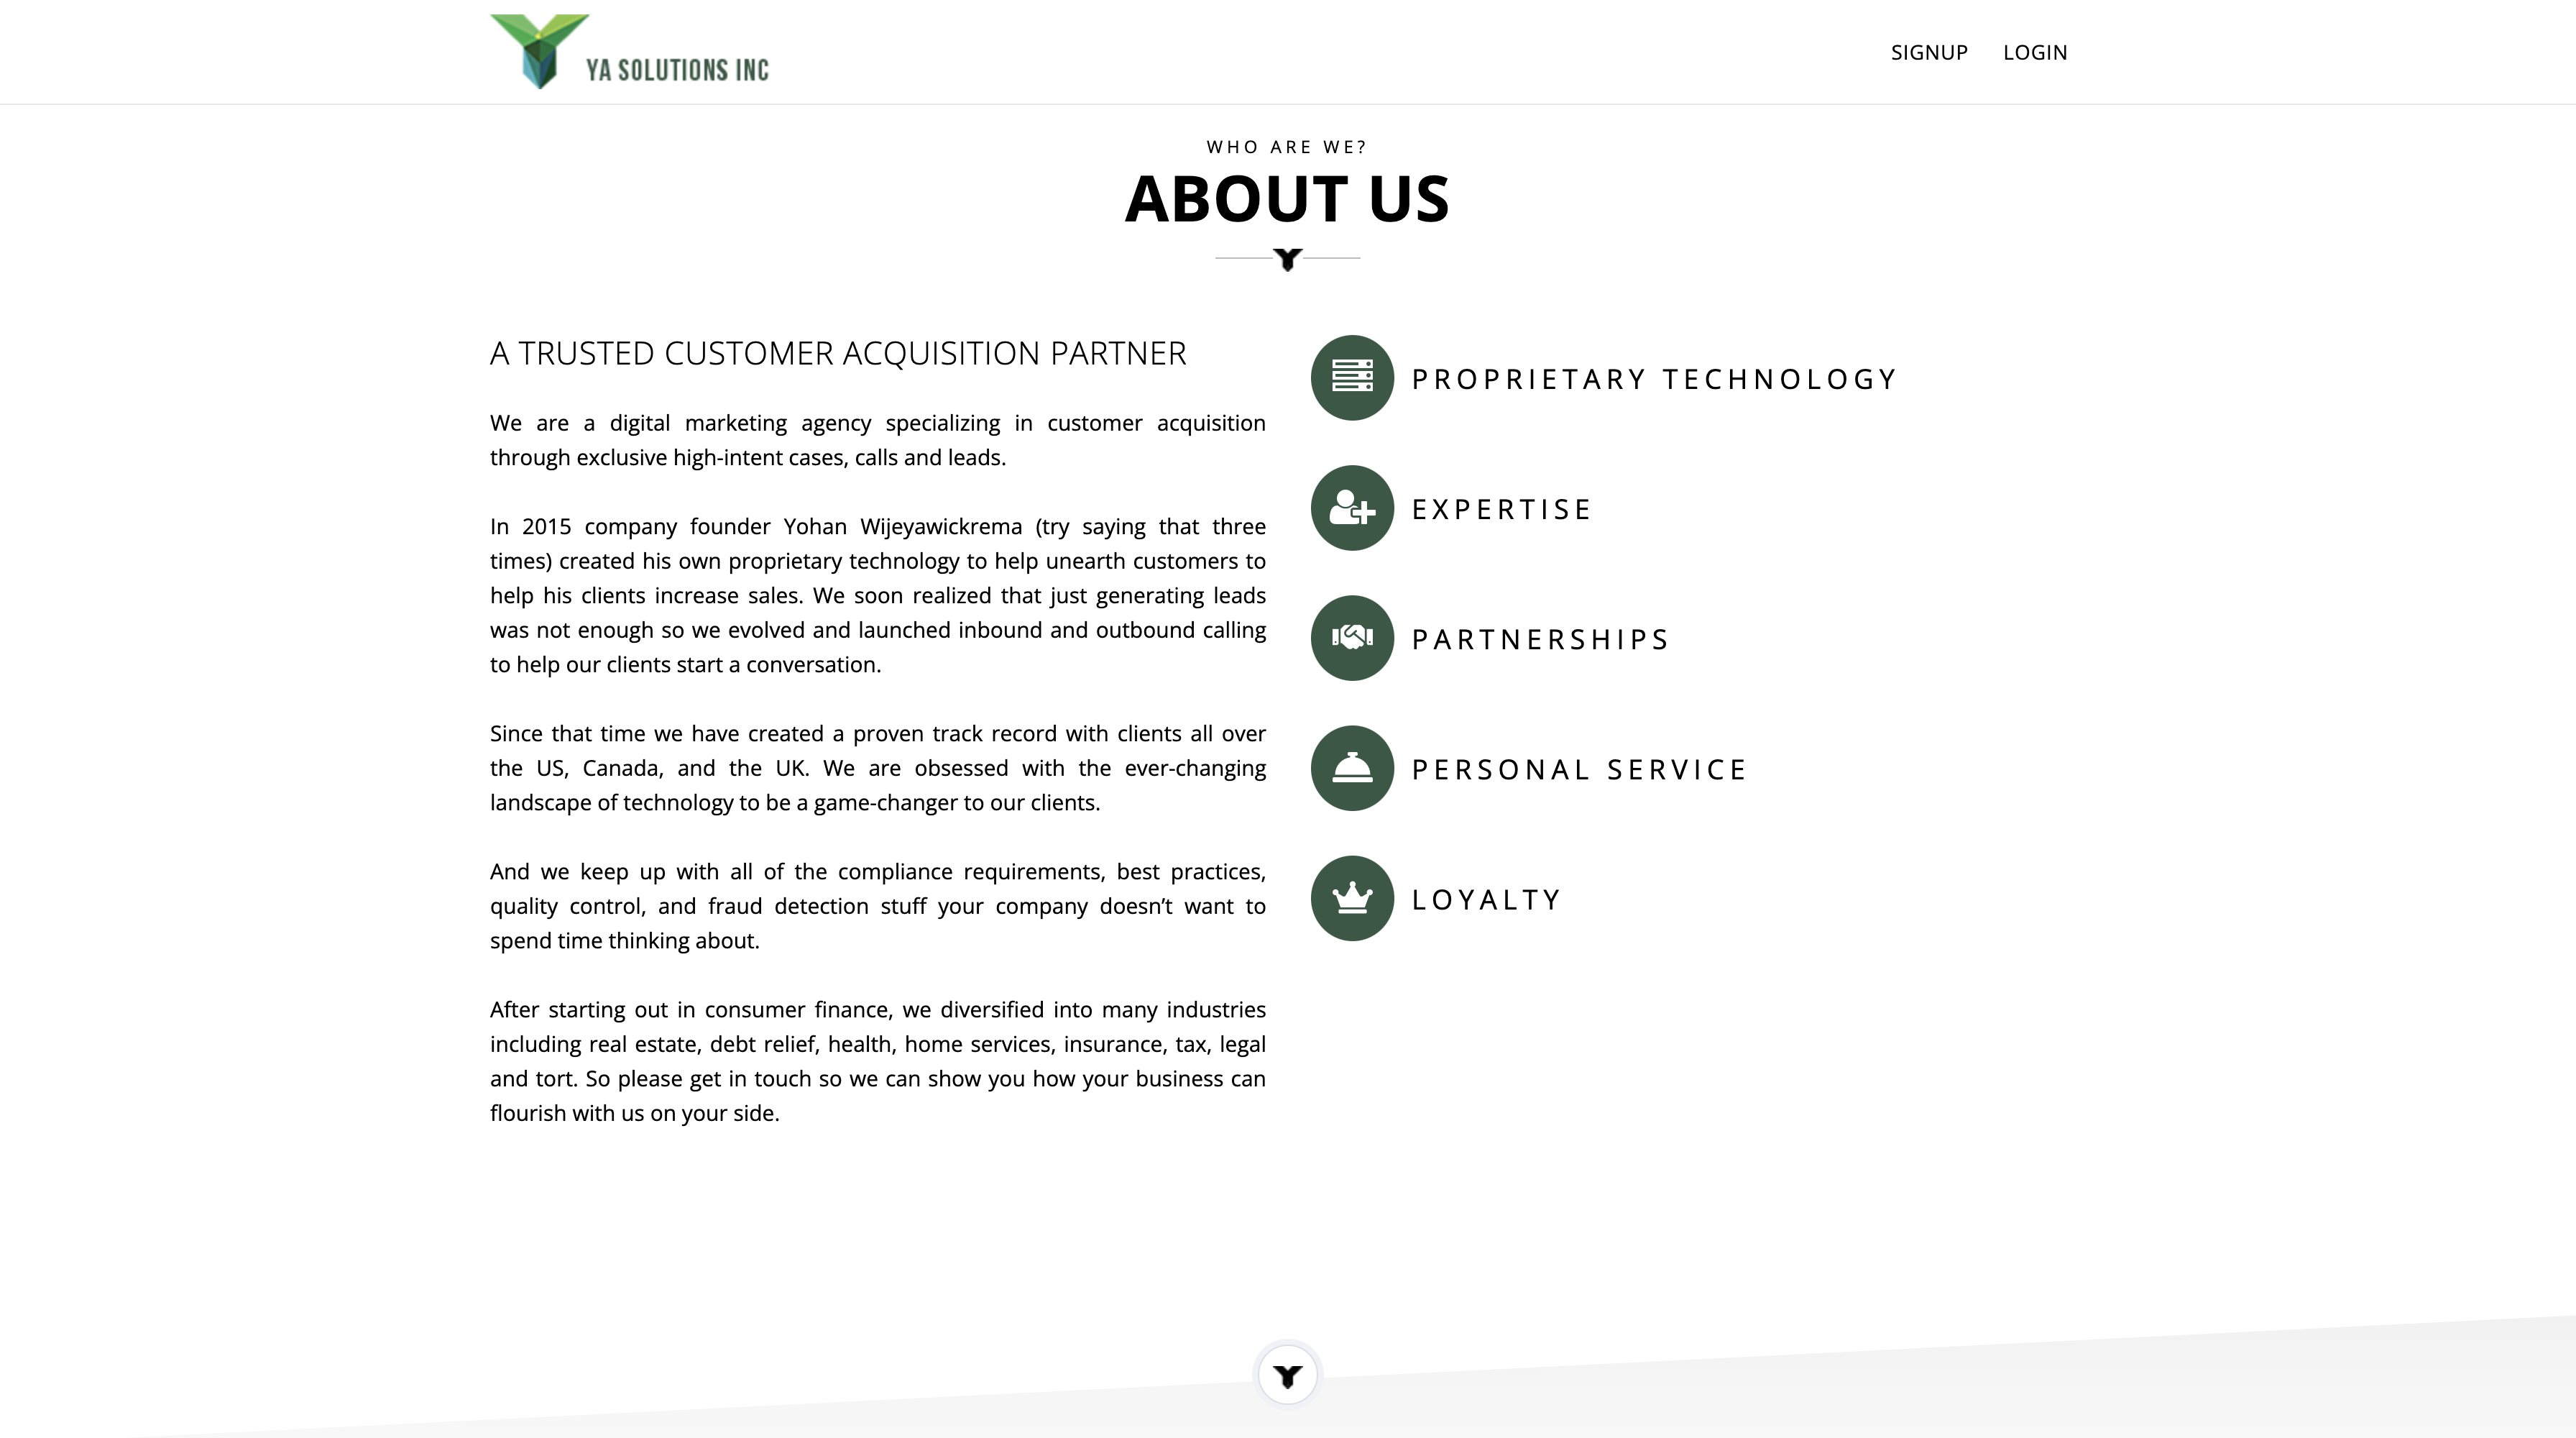 YA SOLUTIONS INC
SIGNUP
LOGIN
WHO ARE WE?
ABOUT US
A TRUSTED CUSTOMER ACQUISITION PARTNER
We are a digital marketing agency specializing in customer acquisition
through exclusive high-intent cases, calls and leads.
In 2015 company founder Yohan Wijeyawickrema (try saying that three
times) created his own proprietary technology to help unearth customers to
help his clients increase sales. We soon realized that just generating leads
was not enough so we evolved and launched inbound and outbound calling
to help our clients start a conversation.
Since that time we have created a proven track record with clients all over
the US, Canada, and the UK. We are obsessed with the ever-changing
landscape of technology to be a game-changer to our clients.
And we keep up with all of the compliance requirements, best practices,
quality control, and fraud detection stuff your company doesn’t want to
spend time thinking about.
After starting out in consumer finance, we diversified into many industries
including real estate, debt relief, health, home services, insurance, tax, legal
and tort. So please get in touch so we can show you how your business can
flourish with us on your side.
PROPRIETARY TECHNOLOGY
EXPERTISE
PARTNERSHIPS
PERSONAL SERVICE
LOYALTY